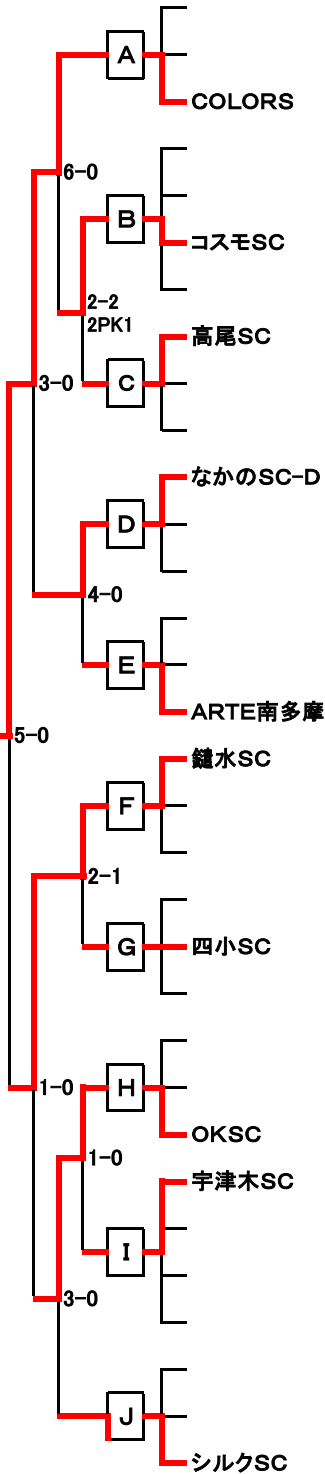 A
COLORS
6-0
B
コスモSC
2-2
2PK1
高尾SC
3-0
C
なかのSC-D
D
4-0
E
ARTE南多摩
5-0
鑓水SC
F
2-1
G
四小SC
1-0
H
OKSC
1-0
宇津木SC
I
3-0
J
シルクSC